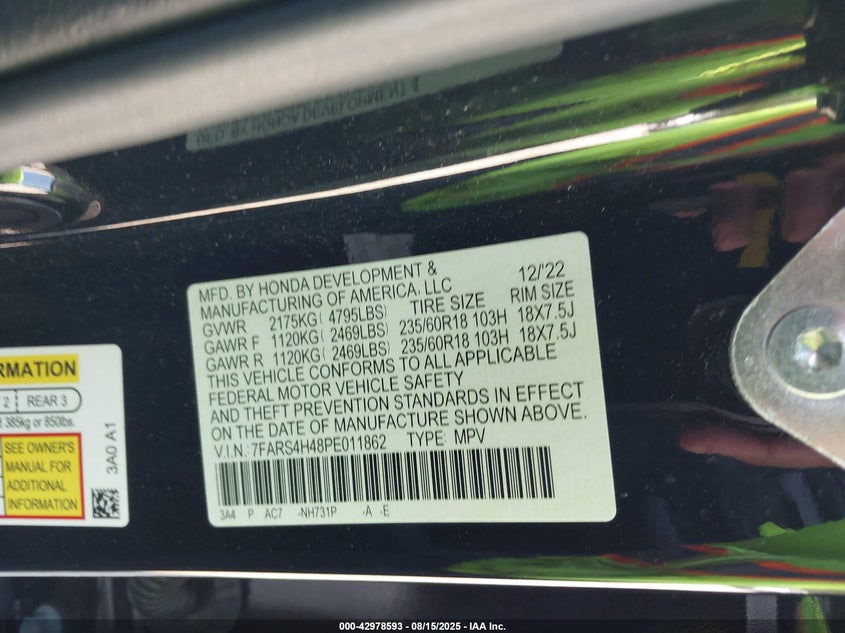 MFD. BY HONDA DEVELOPMENT & 12/'22
MANUFACTURING OF AMERICA, LLC
GVWR 2175KG( 4795LBS) TIRE SIZE RIM SIZE
GAWR F 1120KG( 2469LBS) 235/60R18 103H 18X7.5J
GAWR R 1120KG( 2469LBS) 235/60R18 103H 18X7.5J
THIS VEHICLE CONFORMS TO ALL APPLICABLE
FEDERAL MOTOR VEHICLE SAFETY
AND THEFT PREVENTION STANDARDS IN EFFECT
ON THE DATE OF MANUFACTURE SHOWN ABOVE.
V.I.N.: 7FARS4H48PE011862 TYPE: MPV
3A4 P AC7 -NH731P -A -E
RMATION
2 REAR 3
385kg or 850lbs.
SEE OWNER'S
MANUAL FOR
ADDITIONAL
INFORMATION
3A0 A1
000-42978593 - 08/15/2025 - IAA Inc.